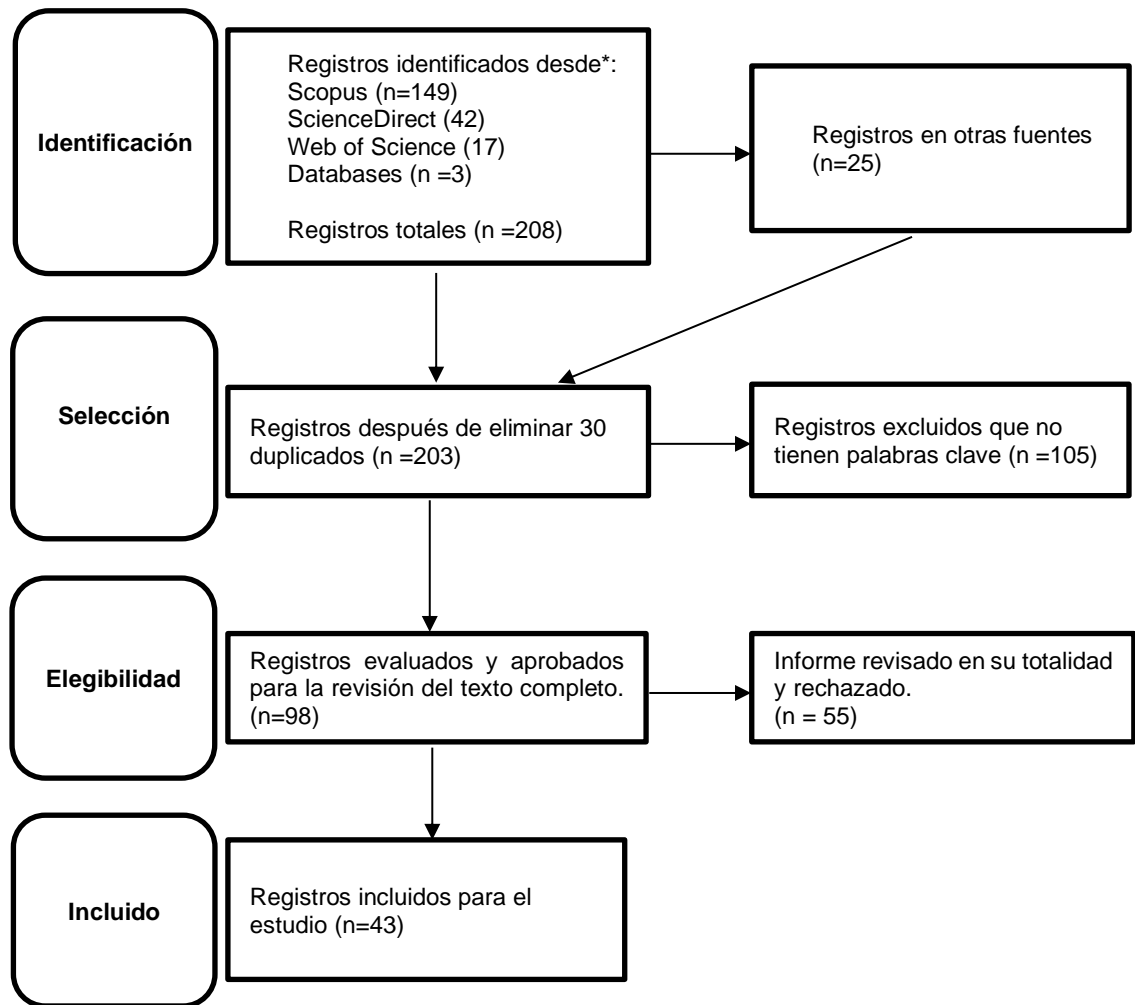 Identificación
Registros identificados desde*:
Scopus (n=149)
ScienceDirect (42)
Web of Science (17)
Databases (n =3)
Registros totales (n =208)
Registros en otras fuentes
(n=25)
Selección
Registros después de eliminar 30
duplicados (n =203)
Registros excluidos que no
tienen palabras clave (n =105)
Elegibilidad
Registros evaluados y aprobados
para la revisión del texto completo.
(n=98)
Informe revisado en su totalidad
y rechazado.
(n = 55)
Incluido
Registros incluidos para el
estudio (n=43)